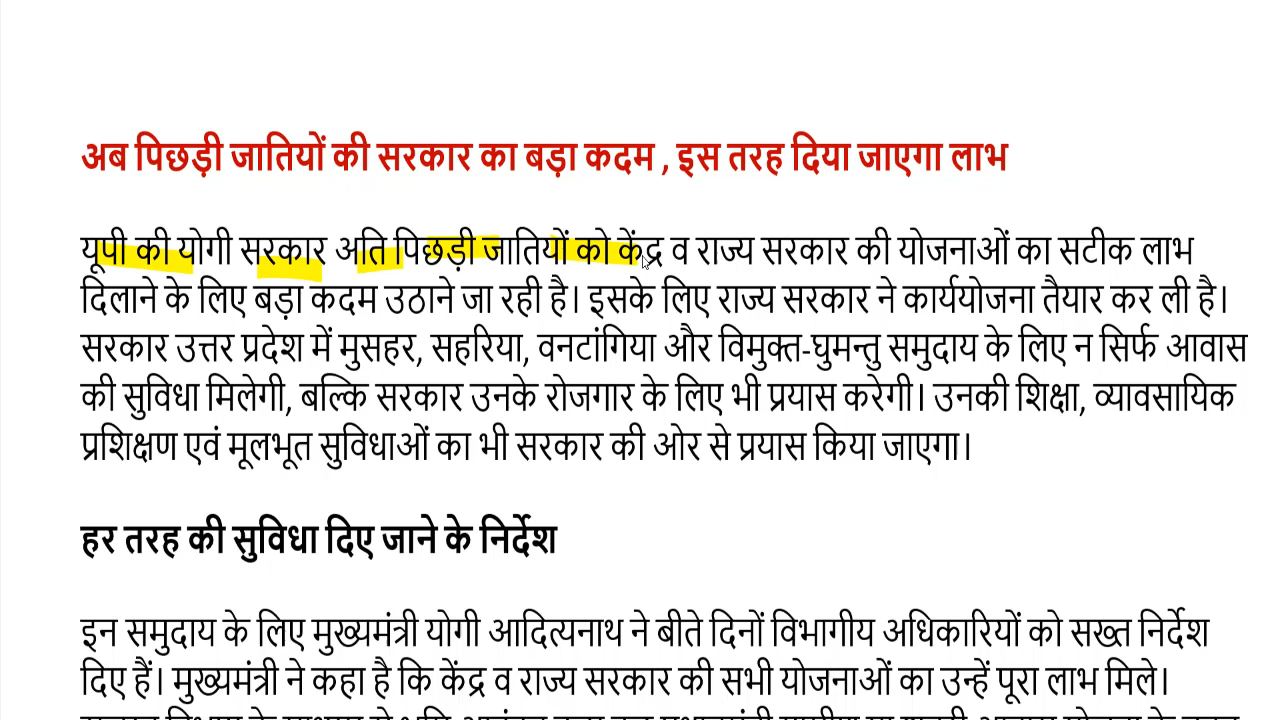 अब पिछड़ी जातियों की सरकार का बड़ा कदम , इस तरह दिया जाएगा लाभ
यूपी की योगी सरकार अति पिछड़ी जातियों को केंद्र व राज्य सरकार की योजनाओं का सटीक लाभ
दिलाने के लिए बड़ा कदम उठाने जा रही है। इसके लिए राज्य सरकार ने कार्ययोजना तैयार कर ली है।
सरकार उत्तर प्रदेश में मुसहर, सहरिया, वनटांगिया और विमुक्त-घुमन्तु समुदाय के लिए न सिर्फ आवास
की सुविधा मिलेगी, बल्कि सरकार उनके रोजगार के लिए भी प्रयास करेगी। उनकी शिक्षा, व्यावसायिक
प्रशिक्षण एवं मूलभूत सुविधाओं का भी सरकार की ओर से प्रयास किया जाएगा।
हर तरह की सुविधा दिए जाने के निर्देश
इन समुदाय के लिए मुख्यमंत्री योगी आदित्यनाथ ने बीते दिनों विभागीय अधिकारियों को सख्त निर्देश
दिए हैं। मुख्यमंत्री ने कहा है कि केंद्र व राज्य सरकार की सभी योजनाओं का उन्हें पूरा लाभ मिले।